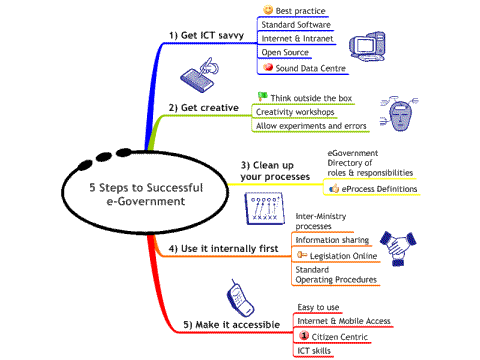 1) Get ICT savvy
Best practice
Standard Software
Internet & Intranet
Open Source
Sound Data Centre
2) Get creative
Think outside the box
Creativity workshops
Allow experiments and errors
5 Steps to Successful
e-Government
3) Clean up
your processes
eGovernment
Directory of
roles & responsibilities
eProcess Definitions
4) Use it internally first
Inter-Ministry
processes
Information sharing
Legislation Online
Standard
Operating Procedures
5) Make it accessible
Easy to use
Internet & Mobile Access
1 Citizen Centric
ICT skills